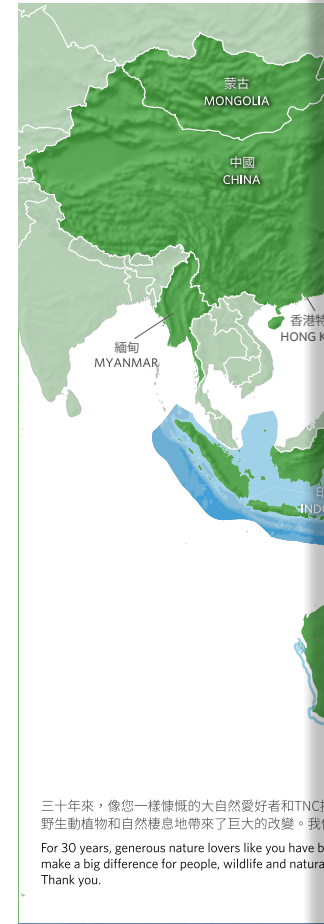 蒙古
MONGOLIA
中國
CHINA
香港
HONG
緬甸
MYANMAR
三十年來，像您一樣慷慨的大自然愛好者和TNC
野生動植物和自然棲息地帶來了巨大的改變。我
For 30 years, generous nature lovers like you have
make a big difference for people, wildlife and
Thank you.